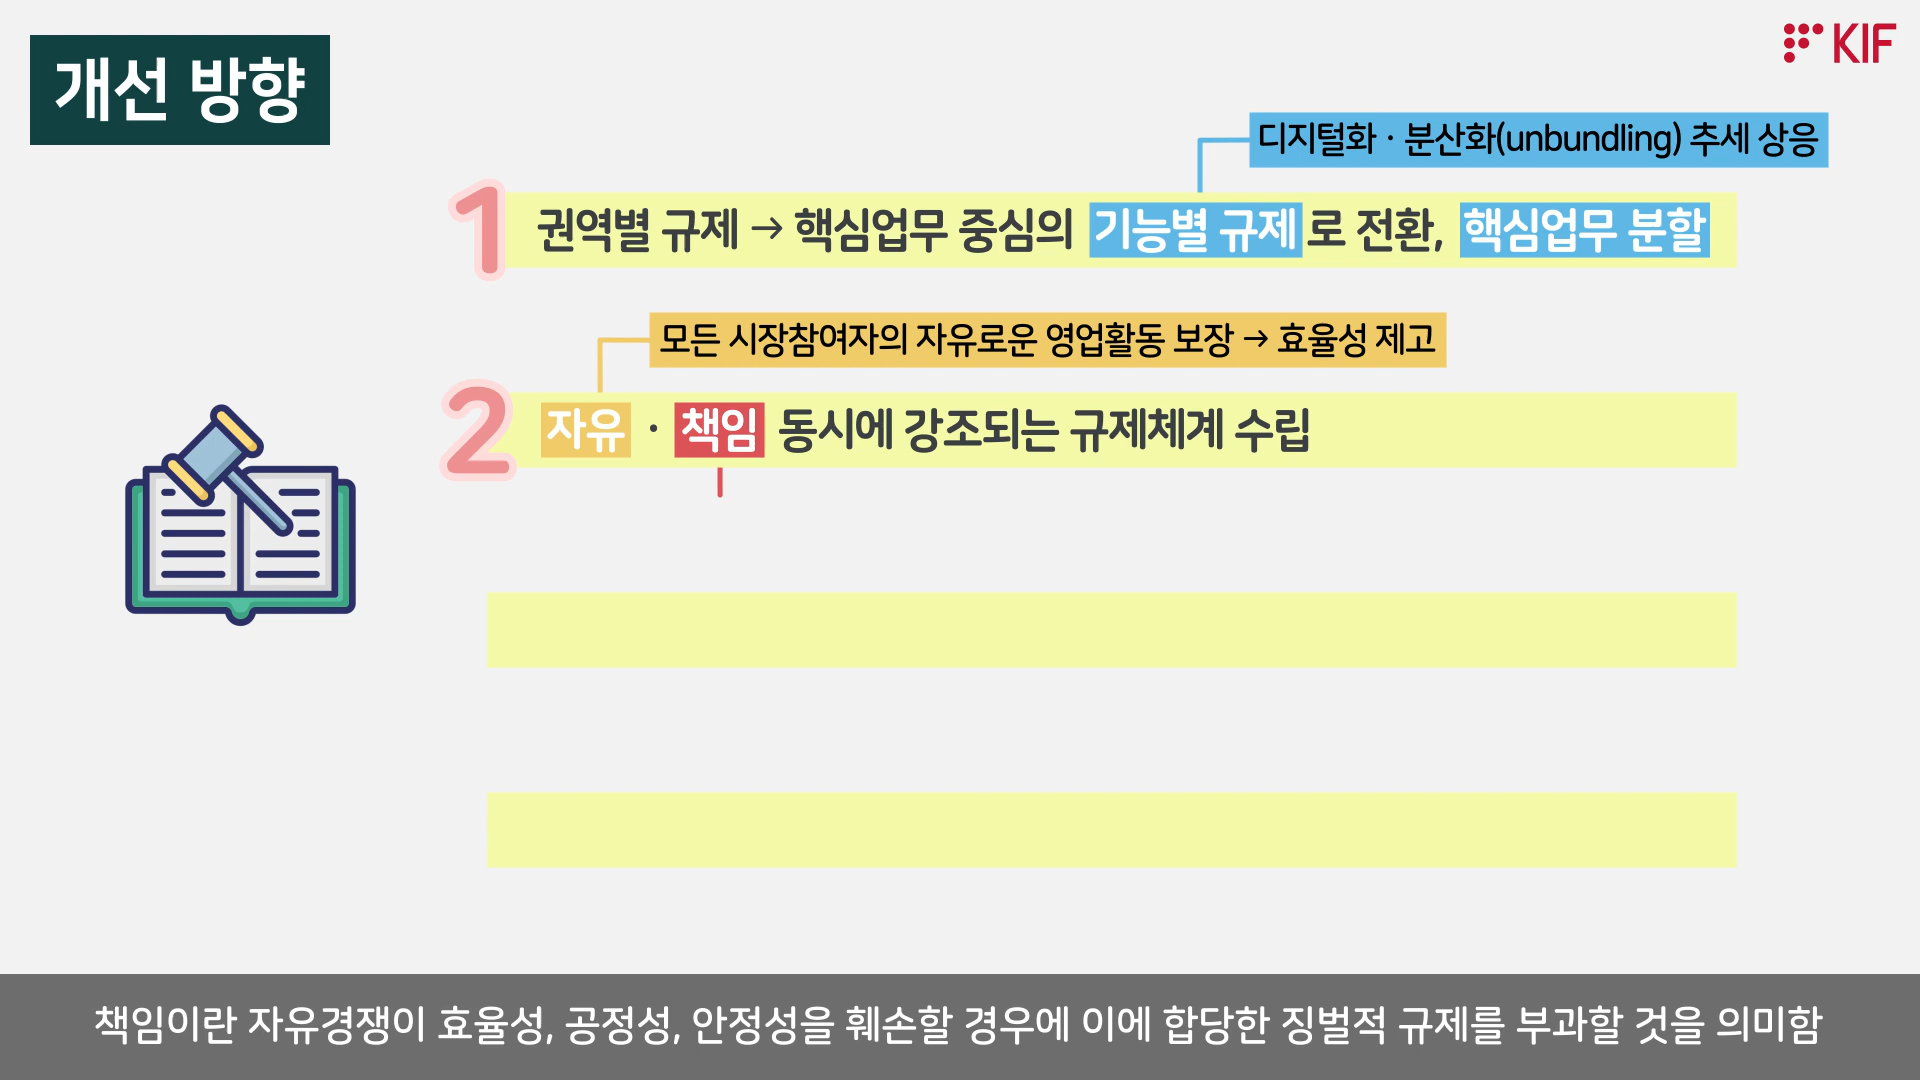 개선 방향
KIF
디지털화 · 분산화(unbundling) 추세 상응
1 권역별 규제 → 핵심업무 중심의 기능별 규제로 전환, 핵심업무 분할
모든 시장참여자의 자유로운 영업활동 보장 → 효율성 제고
2 자유 · 책임 동시에 강조되는 규제체계 수립
책임이란 자유경쟁이 효율성, 공정성, 안정성을 훼손할 경우에 이에 합당한 징벌적 규제를 부과할 것을 의미함